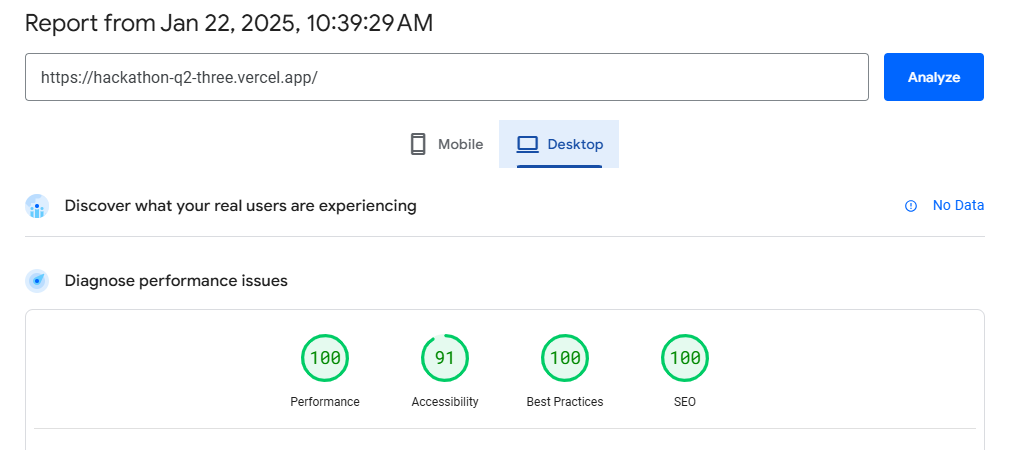 Report from Jan 22, 2025, 10:39:29 AM
https://hackathon-q2-three.vercel.app/
Analyze
Mobile
Desktop
Discover what your real users are experiencing
No Data
Diagnose performance issues
100
91
100
100
Performance
Accessibility
Best Practices
SEO